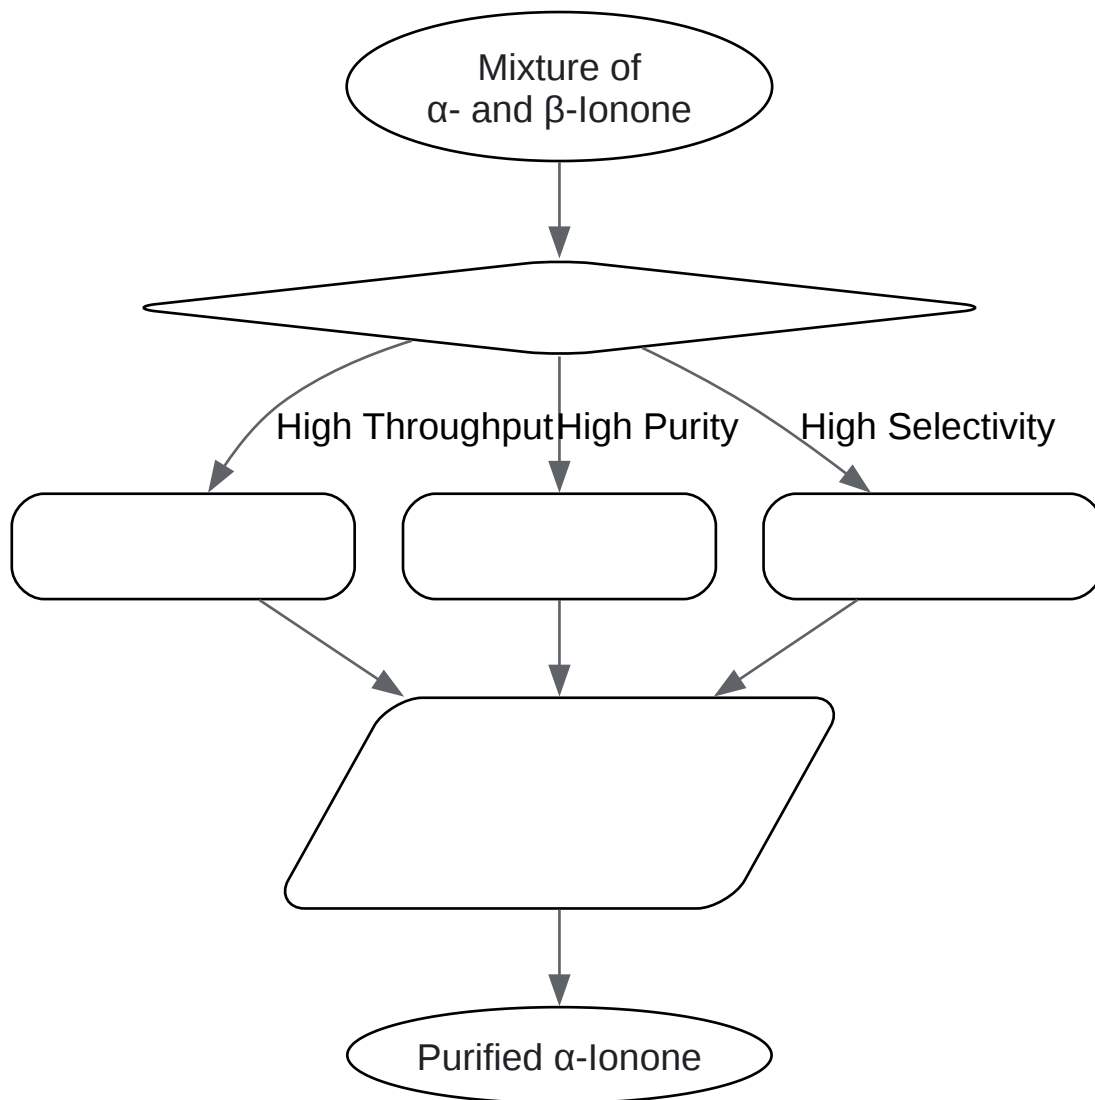 Mixture of
α- and β-Ionone
High Throughput
High Purity
High Selectivity
Purified α-Ionone